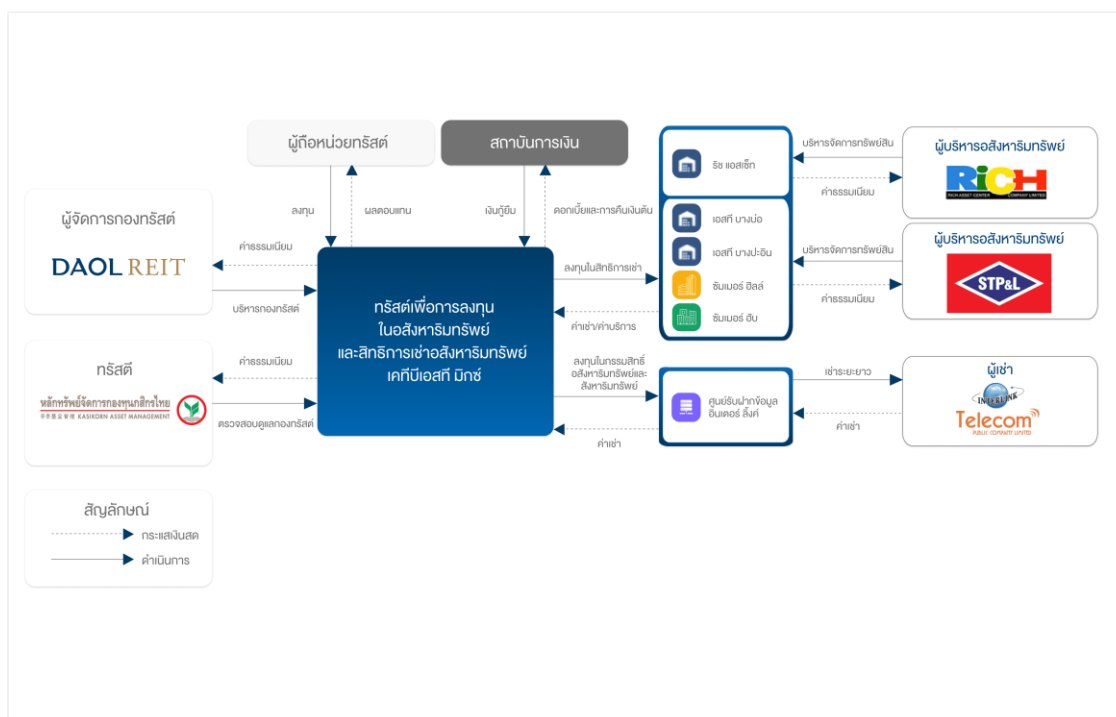 ผู้ถือหน่วยทรัสต์
สถาบันการเงิน
ลงทุน
ผลตอบแทน
เงินกู้ยืม
ดอกเบี้ยและการคืนเงินต้น
ผู้จัดการกองทรัสต์
DAOL REIT
ค่าธรรมเนียม
บริหารกองทรัสต์
ทรัสตี
หลักทรัพย์จัดการกองทุนกสิกรไทย
KASIKORN ASSET MANAGEMENT
ค่าธรรมเนียม
ตรวจสอบดูแลกองทรัสต์
ทรัสต์เพื่อการลงทุน
ในอสังหาริมทรัพย์
และสิทธิการเช่าอสังหาริมทรัพย์
เคทีบีเอสที มิกซ์
ลงทุนในสิทธิการเช่า
ค่าเช่า/ค่าบริการ
ลงทุนในกรรมสิทธิ์
อสังหาริมทรัพย์และ
สังหาริมทรัพย์
ค่าเช่า
ริช แอสเซ็ท
เอสที บางบ่อ
เอสที บางปะอิน
ซัมเมอร์ ฮิลล์
ซัมเมอร์ ฮับ
ศูนย์รับฝากข้อมูล
อินเตอร์ ลิ้งค์
บริหารจัดการทรัพย์สิน
ค่าธรรมเนียม
บริหารจัดการทรัพย์สิน
ค่าธรรมเนียม
เช่าระยะยาว
ค่าเช่า
ผู้บริหารอสังหาริมทรัพย์
RiCH
RICH ASSET CENTER COMPANY LIMITED
ผู้บริหารอสังหาริมทรัพย์
STP&L
ผู้เช่า
INTERLINK
Telecom
PUBLIC COMPANY LIMITED
สัญลักษณ์
กระแสเงินสด
ดำเนินการ